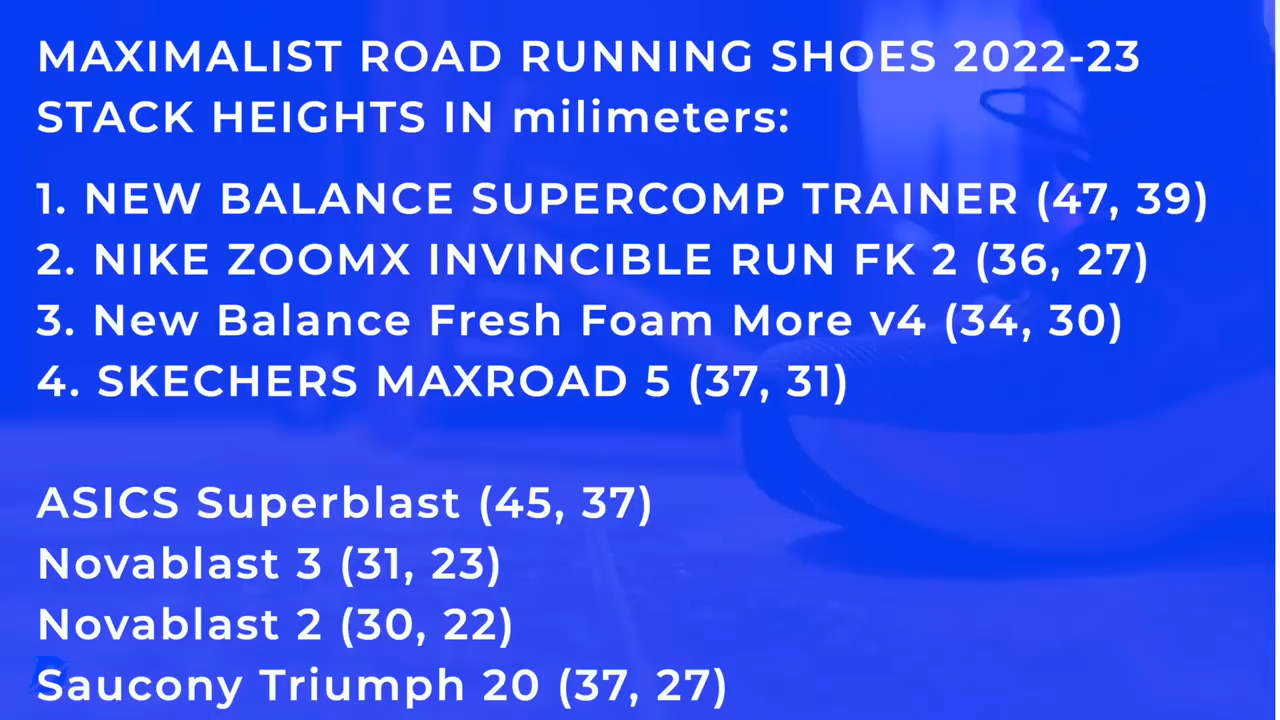 MAXIMALIST ROAD RUNNING SHOES 2022-23
STACK HEIGHTS IN milimeters:
1. NEW BALANCE SUPERCOMP TRAINER (47, 39)
2. NIKE ZOOMX INVINCIBLE RUN FK 2 (36, 27)
3. New Balance Fresh Foam More v4 (34, 30)
4. SKECHERS MAXROAD 5 (37, 31)
ASICS Superblast (45, 37)
Novablast 3 (31, 23)
Novablast 2 (30, 22)
Saucony Triumph 20 (37, 27)